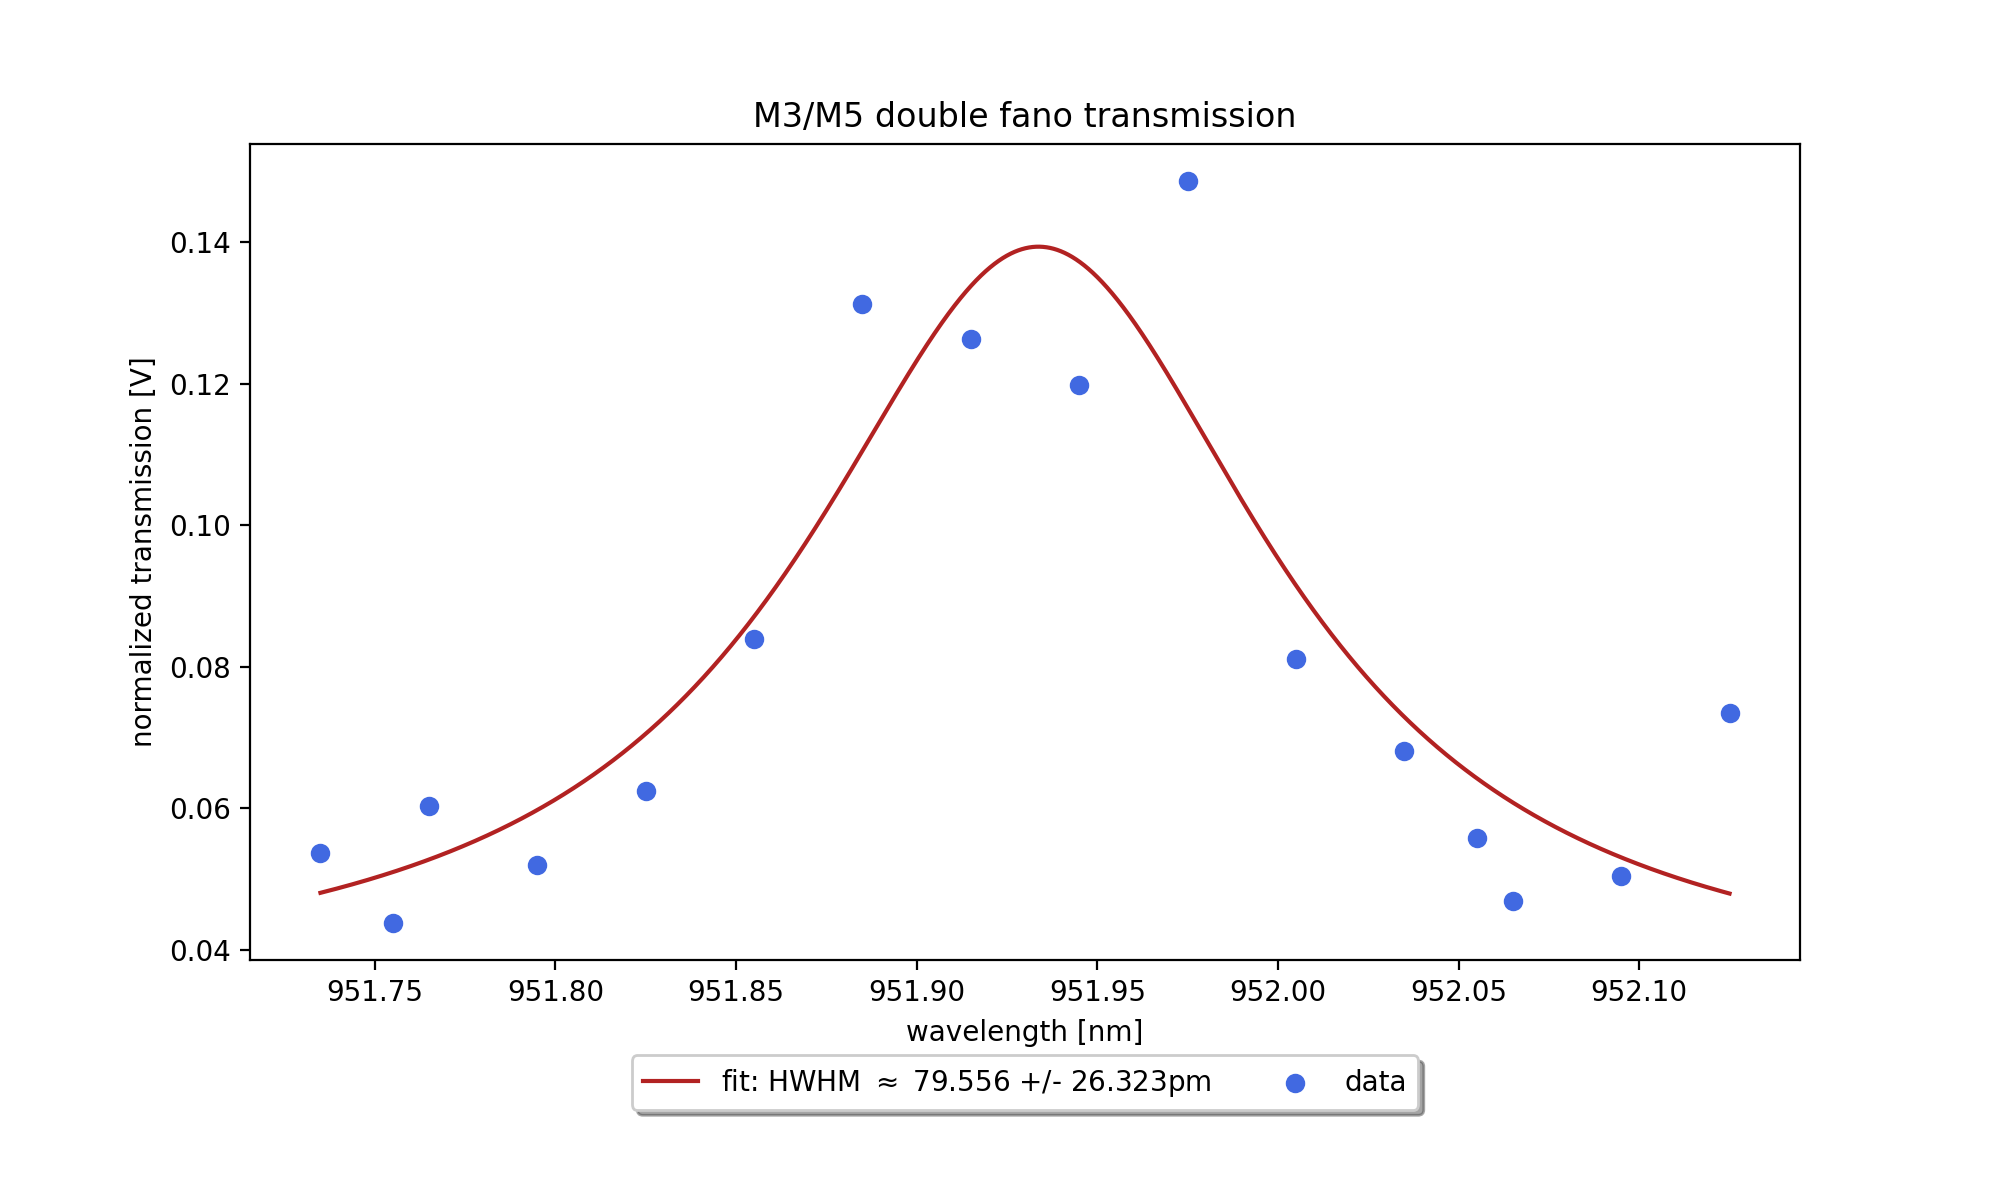 M3/M5 double fano transmission
normalized transmission [V]
0.14
0.12
0.10
0.08
0.06
0.04
951.75 951.80 951.85 951.90 951.95 952.00 952.05 952.10
wavelength [nm]
fit: HWHM ≈ 79.556 +/- 26.323pm data